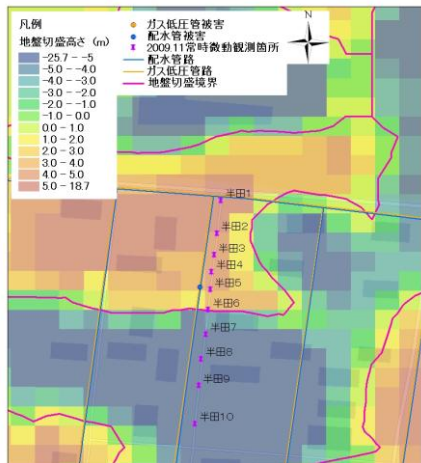 凡例
地盤切盛高さ (m)
-25.7 - -5
-5.0 - -4.0
-4.0 - -3.0
-3.0 - -2.0
-2.0 - -1.0
-1.0 - 0.0
0.0 - 1.0
1.0 - 2.0
2.0 - 3.0
3.0 - 4.0
4.0 - 5.0
5.0 - 18.7
ガス低圧管被害
配水管被害
2009.11常時微動観測箇所
配水管路
ガス低圧管路
地盤切盛境界
N
半田1
半田2
半田3
半田4
半田5
半田6
半田7
半田8
半田9
半田10